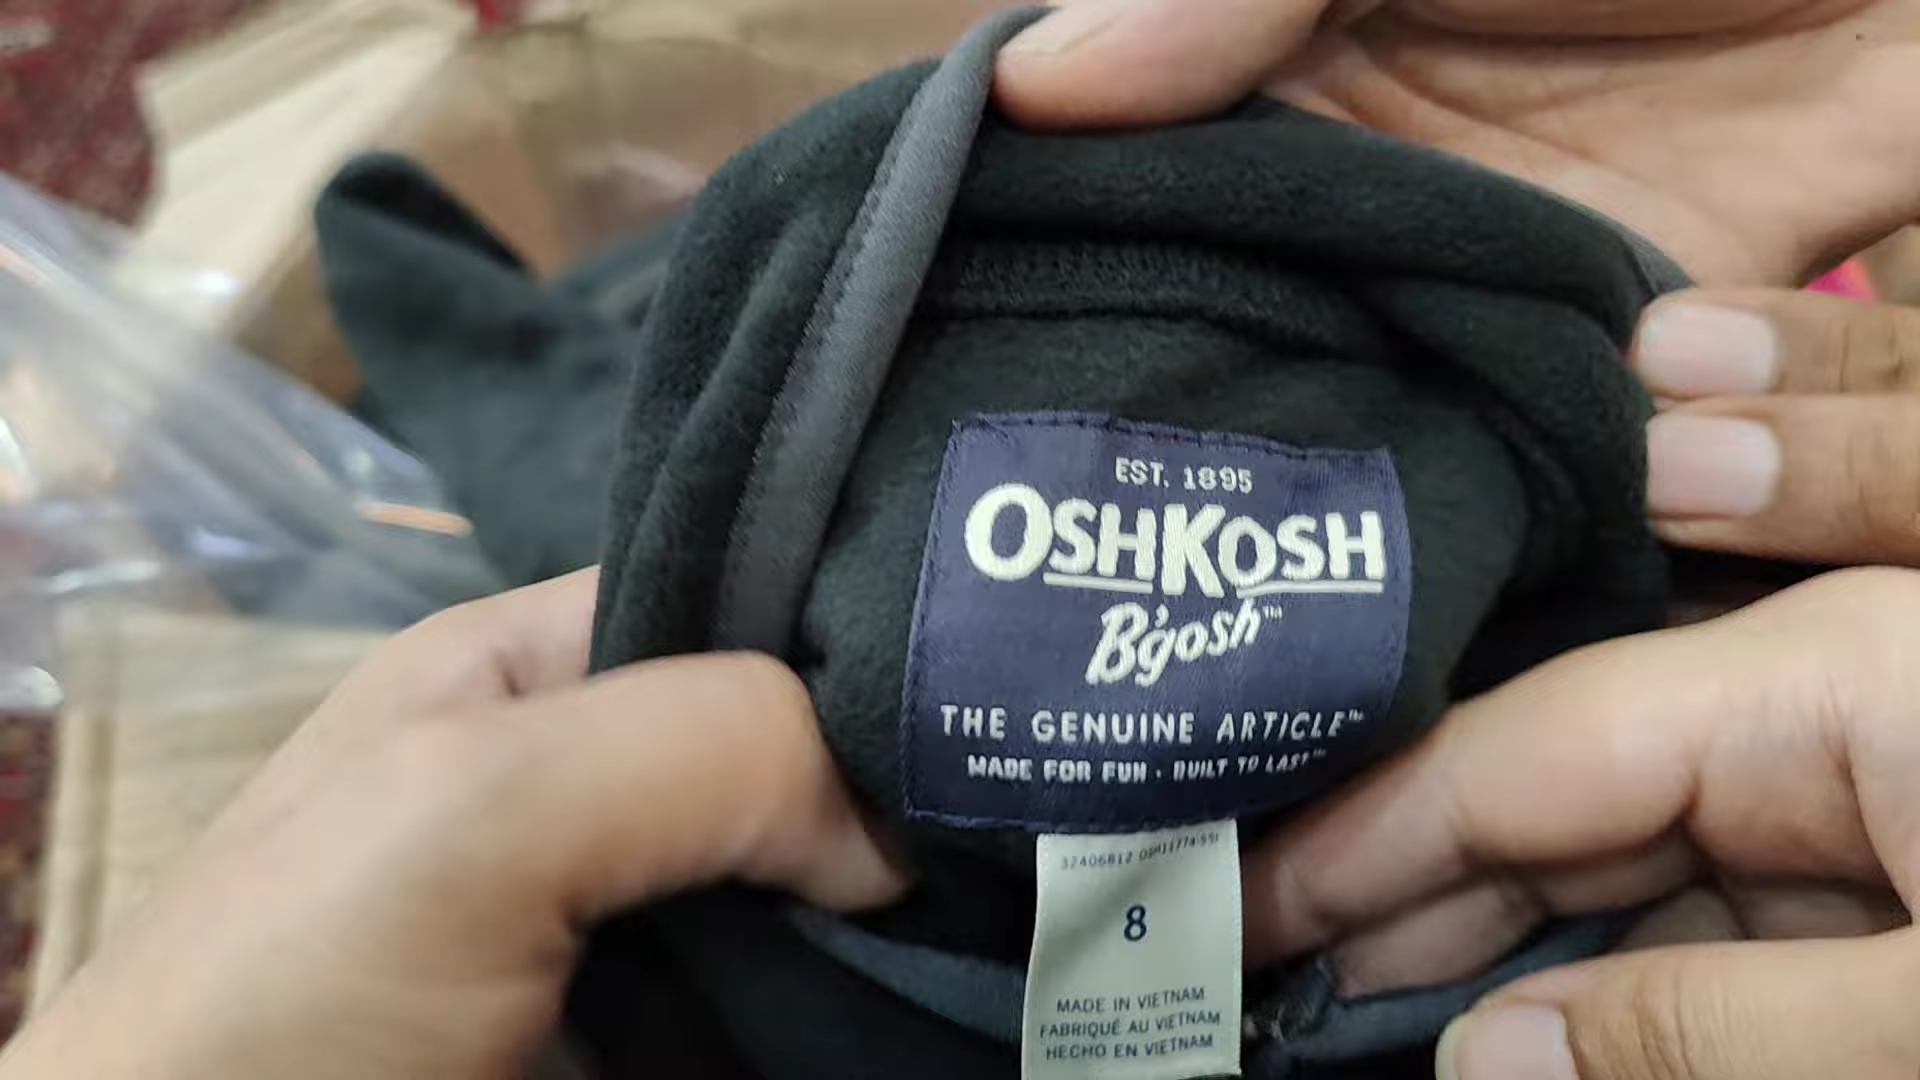 EST. 1895
OSHKOSH
B'gosh™
THE GENUINE ARTICLE™
MADE FOR FUN · BUILT TO LAST™
32406812
8
MADE IN VIETNAM
FABRIQUÉ AU VIETNAM
HECHO EN VIETNAM